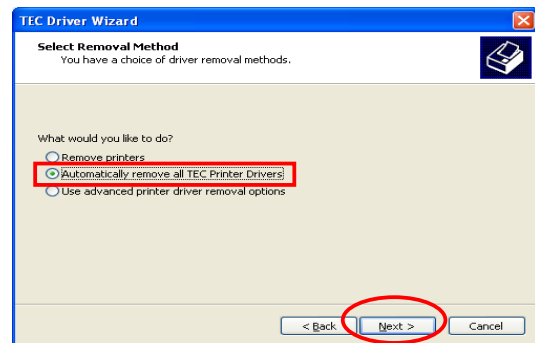 TEC Driver Wizard
Select Removal Method
You have a choice of driver removal methods.
What would you like to do?
Remove printers
Automatically remove all TEC Printer Drivers
Use advanced printer driver removal options
< Back
Next >
Cancel